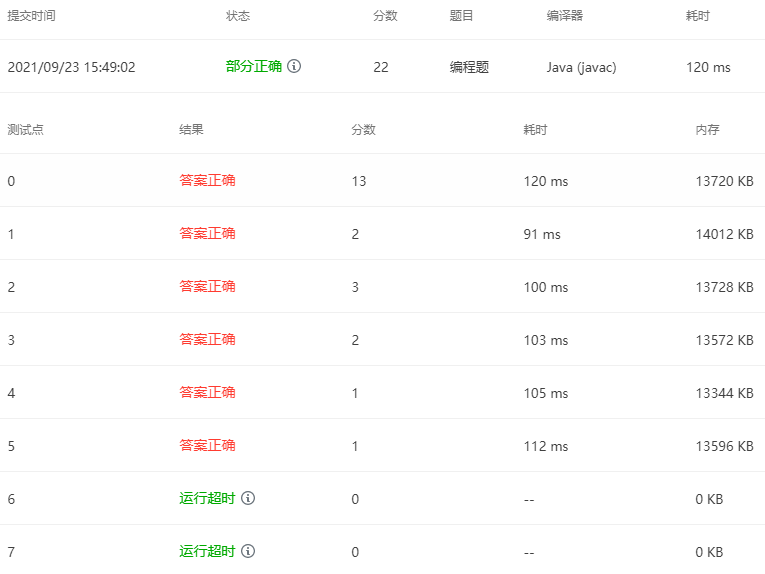 提交时间 状态 分数 题目 编译器 耗时
2021/09/23 15:49:02 部分正确 22 编程题 Java (javac) 120 ms
测试点 结果 分数 耗时 内存
0 答案正确 13 120 ms 13720 KB
1 答案正确 2 91 ms 14012 KB
2 答案正确 3 100 ms 13728 KB
3 答案正确 2 103 ms 13572 KB
4 答案正确 1 105 ms 13344 KB
5 答案正确 1 112 ms 13596 KB
6 运行超时 0 -- 0 KB
7 运行超时 0 -- 0 KB